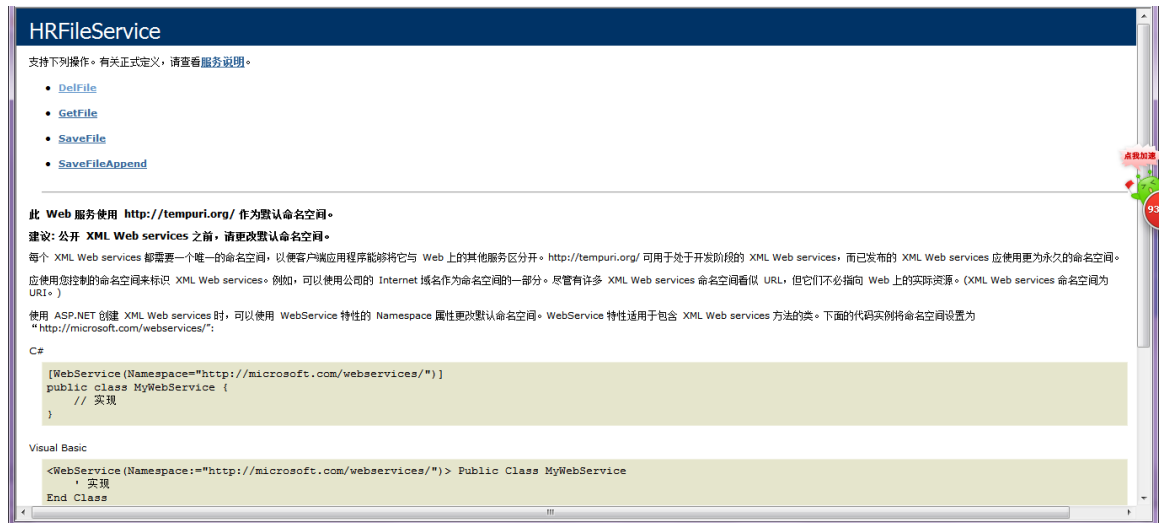 HRFileService
支持下列操作。有关正式定义，请查看服务说明。
• DelFile
• GetFile
• SaveFile
• SaveFileAppend
点我加速
93
此 Web 服务使用 http://tempuri.org/ 作为默认命名空间。
建议: 公开 XML Web services 之前，请更改默认命名空间。
每个 XML Web services 都需要一个唯一的命名空间，以便客户端应用程序能够将它与 Web 上的其他服务区分开。http://tempuri.org/ 可用于处于开发阶段的 XML Web services，而已发布的 XML Web services 应使用更为永久的命名空间。
应使用您控制的命名空间来标识 XML Web services。例如，可以使用公司的 Internet 域名作为命名空间的一部分。尽管有许多 XML Web services 命名空间看似 URL，但它们不必指向 Web 上的实际资源。(XML Web services 命名空间为
URI。)
使用 ASP.NET 创建 XML Web services 时，可以使用 WebService 特性的 Namespace 属性更改默认命名空间。WebService 特性适用于包含 XML Web services 方法的类。下面的代码实例将命名空间设置为
“http://microsoft.com/webservices/”:
C#
[WebService(Namespace="http://microsoft.com/webservices/")]
public class MyWebService {
// 实现
}
Visual Basic
<WebService(Namespace:="http://microsoft.com/webservices/")> Public Class MyWebService
' 实现
End Class